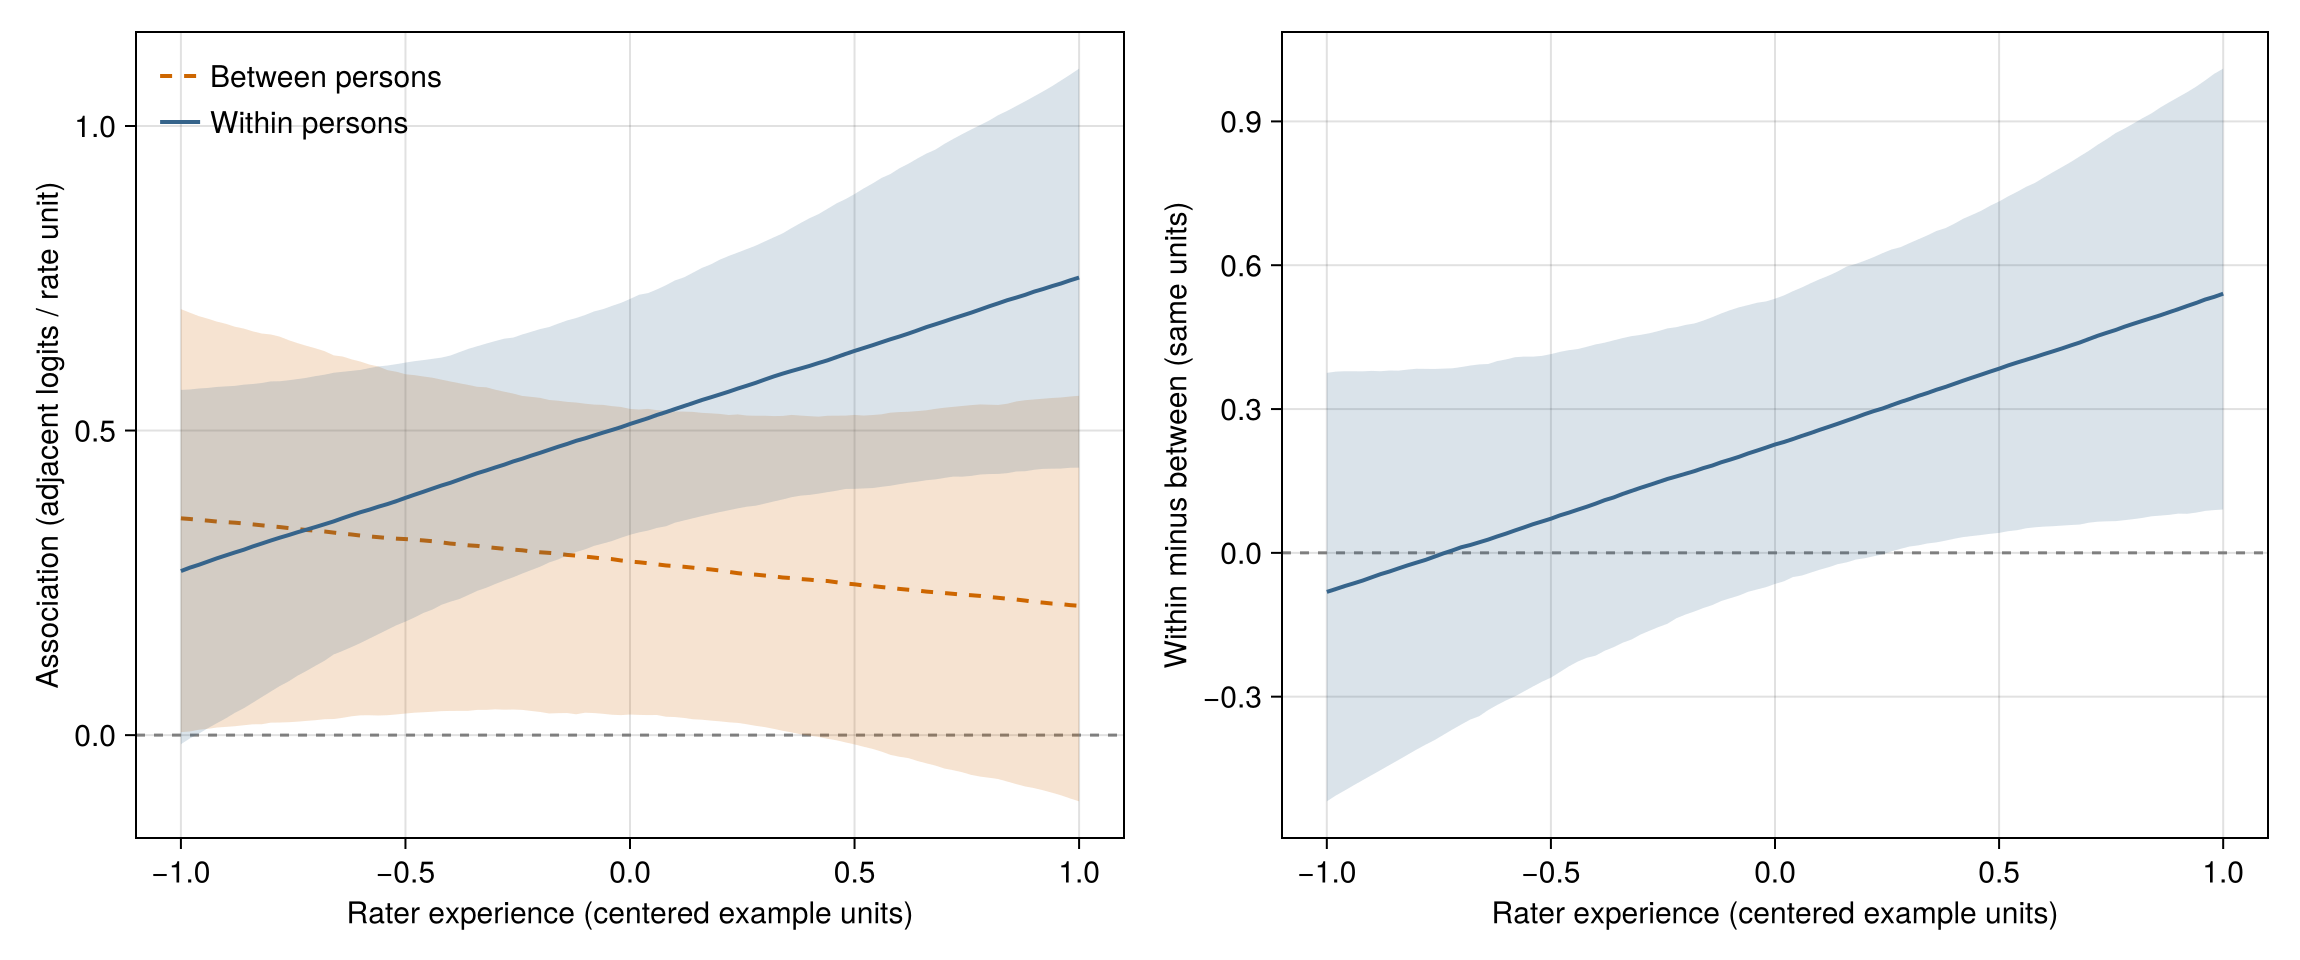 Between persons
Within persons
Association (adjacent logits / rate unit)
1.0
0.5
0.0
−1.0 −0.5 0.0 0.5 1.0
Rater experience (centered example units)
Within minus between (same units)
0.9
0.6
0.3
0.0
−0.3
−1.0 −0.5 0.0 0.5 1.0
Rater experience (centered example units)